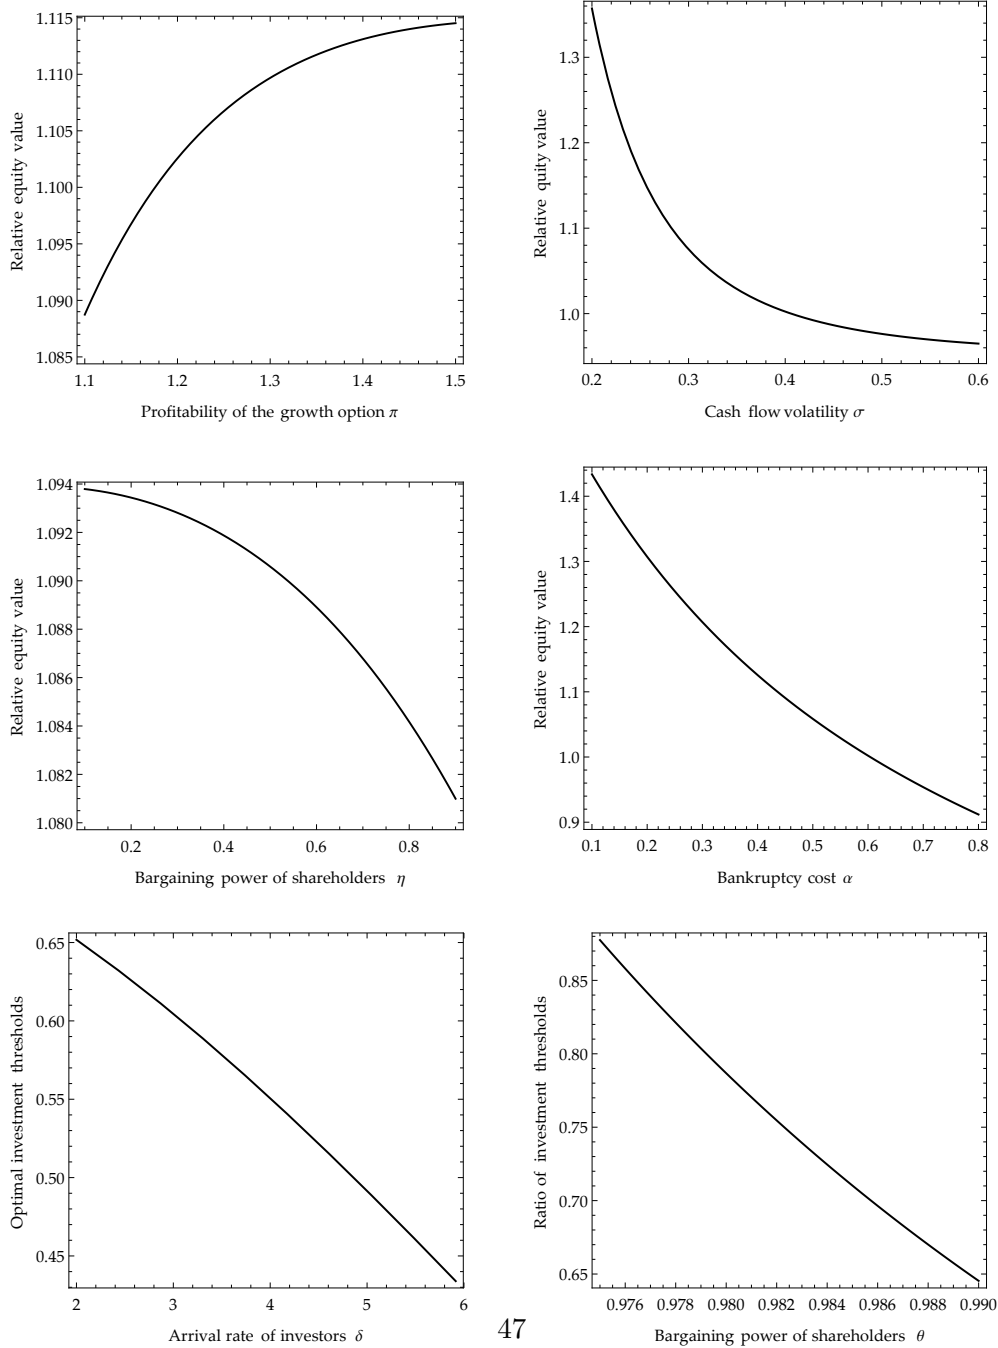 1.115
1.110
1.105
1.100
1.095
1.090
1.085
Relative equity value
1.1 1.2 1.3 1.4 1.5
Profitability of the growth option π
1.3
1.2
1.1
1.0
Relative quity value
0.2 0.3 0.4 0.5 0.6
Cash flow volatility σ
1.094
1.092
1.090
1.088
1.086
1.084
1.082
1.080
Relative equity value
0.2 0.4 0.6 0.8
Bargaining power of shareholders η
1.4
1.3
1.2
1.1
1.0
0.9
Relative equity value
0.1 0.2 0.3 0.4 0.5 0.6 0.7 0.8
Bankruptcy cost α
0.65
0.60
0.55
0.50
0.45
Optimal investment thresholds
2 3 4 5 6
Arrival rate of investors δ
0.85
0.80
0.75
0.70
0.65
Ratio of investment thresholds
0.976 0.978 0.980 0.982 0.984 0.986 0.988 0.990
Bargaining power of shareholders θ
47